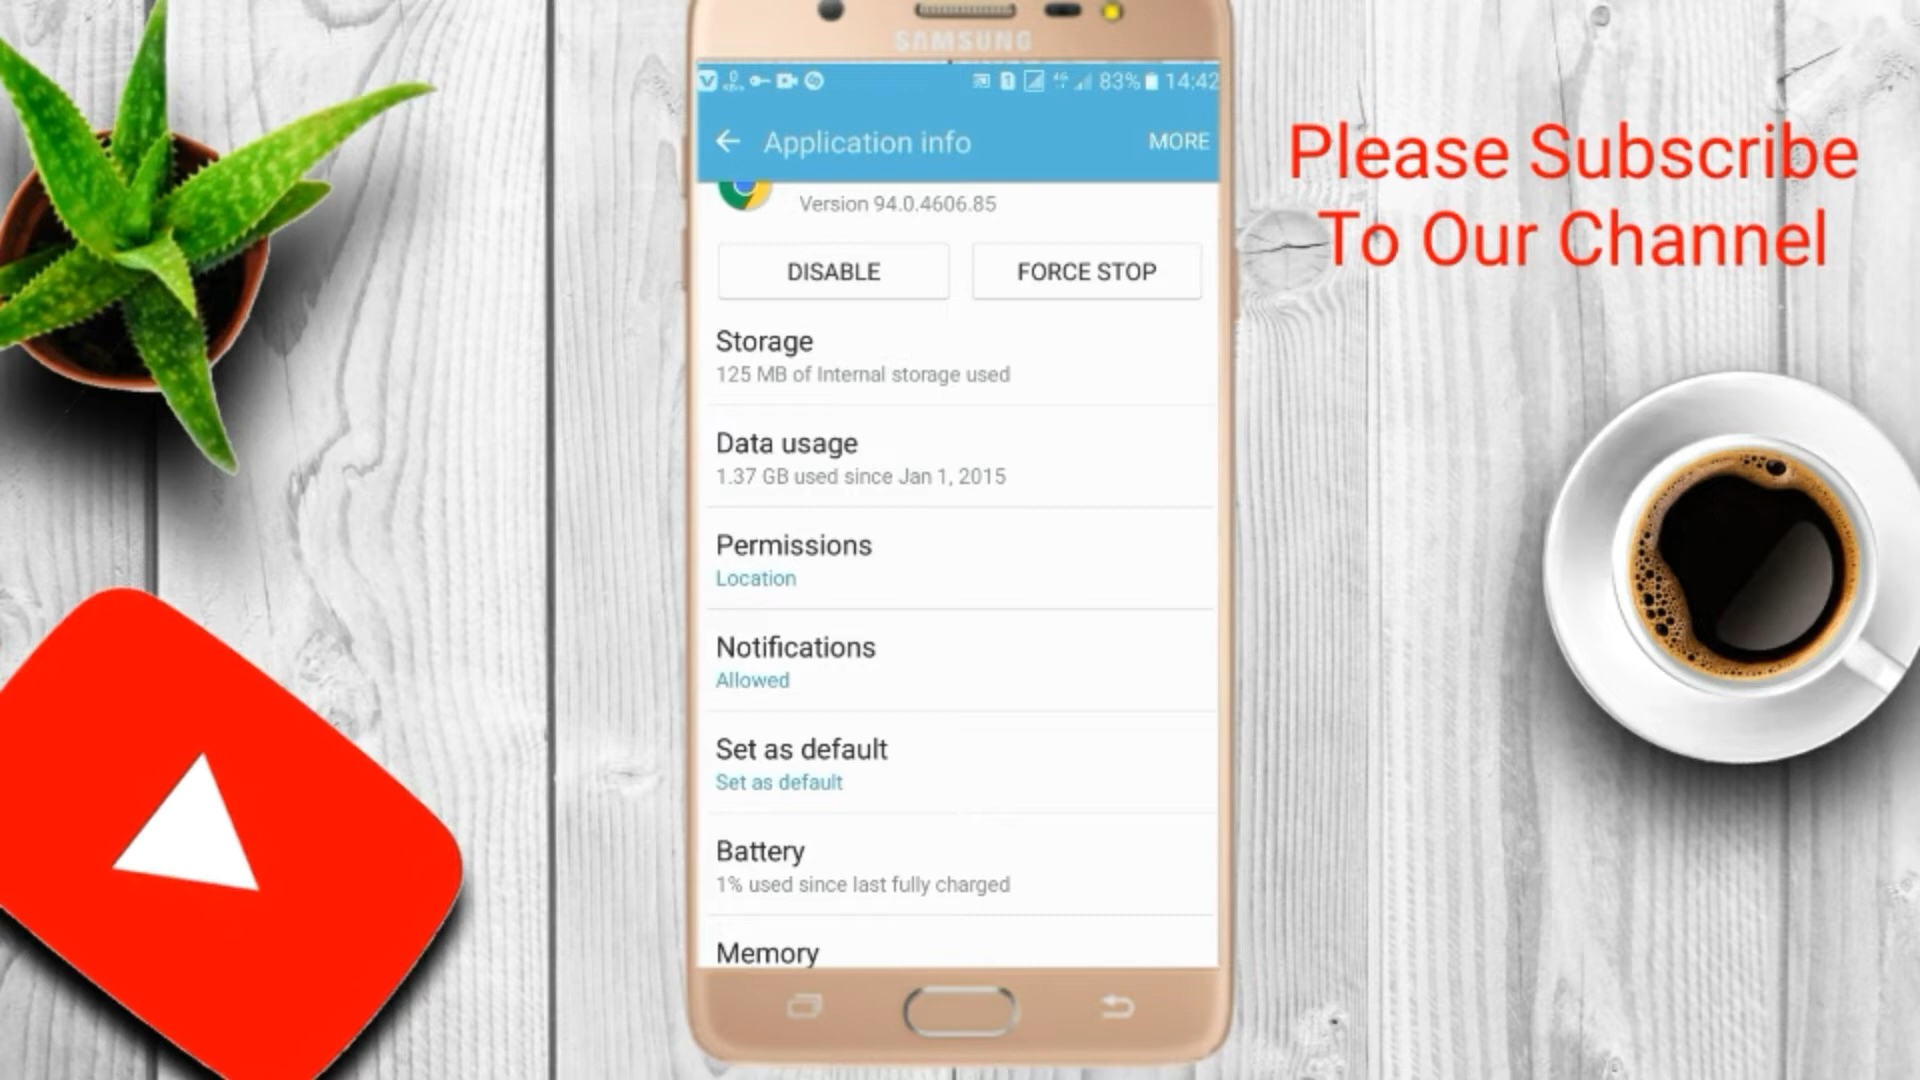 SAMSUNG
83% 14:42
Application info MORE
Version 94.0.4606.85
DISABLE FORCE STOP
Storage
125 MB of Internal storage used
Data usage
1.37 GB used since Jan 1, 2015
Permissions
Location
Notifications
Allowed
Set as default
Set as default
Battery
1% used since last fully charged
Memory
Please Subscribe
To Our Channel